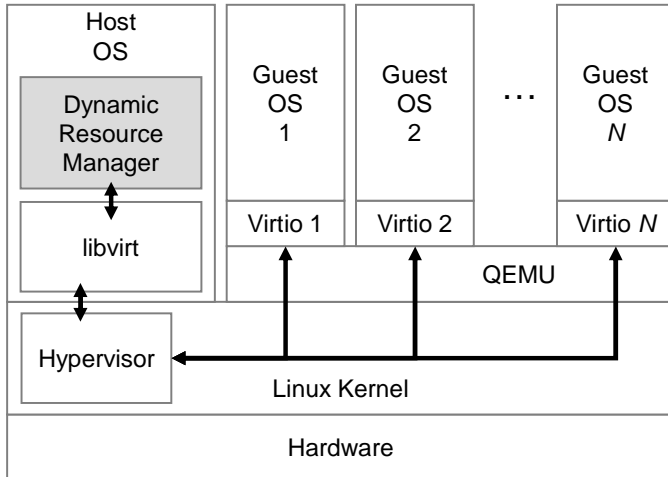 Host
OS
Dynamic
Resource
Manager
libvirt
Guest
OS
1
Guest
OS
2
...
Guest
OS
N
Virtio 1
Virtio 2
Virtio N
QEMU
Hypervisor
Linux Kernel
Hardware